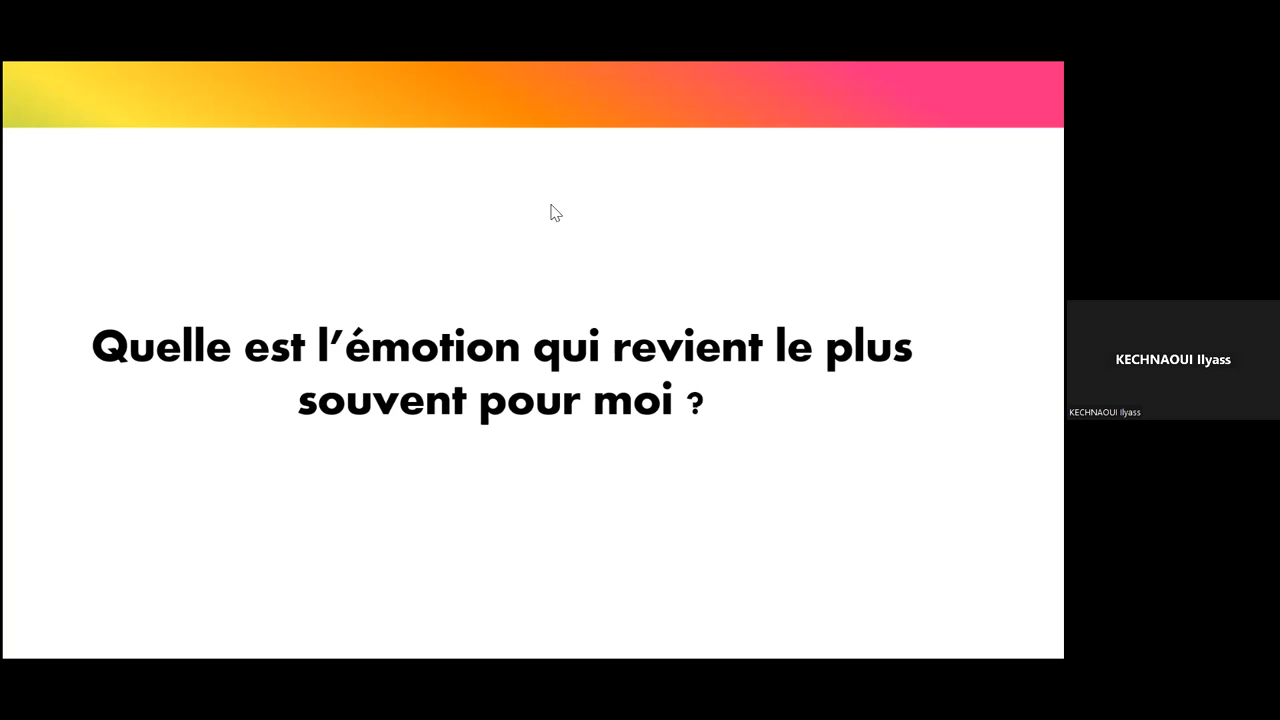 Quelle est l’émotion qui revient le plus
souvent pour moi ?
KECHNAOUI Ilyass
KECHNAOUI Ilyass